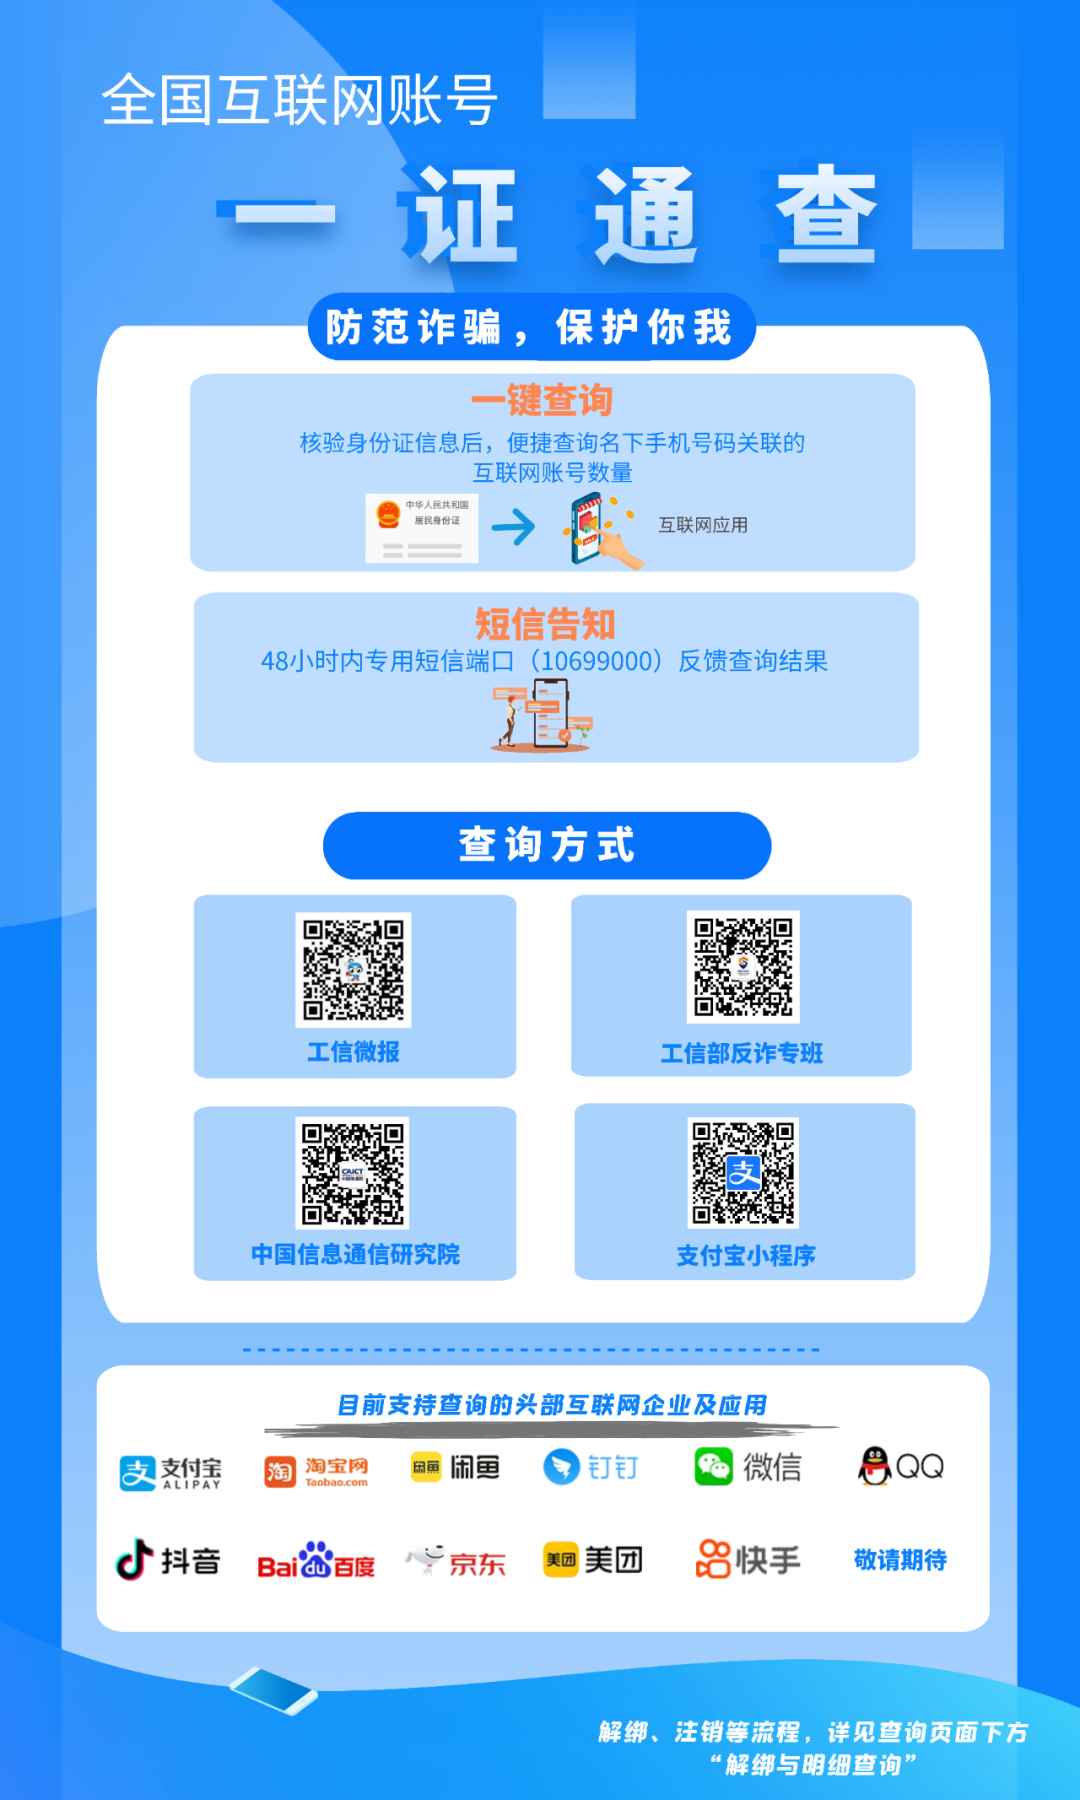 全国互联网账号
一证通查
防范诈骗，保护你我
一键查询
核验身份证信息后，便捷查询名下手机号码关联的
互联网账号数量
中华人民共和国
居民身份证
互联网应用
短信告知
48小时内专用短信端口（10699000）反馈查询结果
查询方式
工信微报
工信部反诈专班
CAICT
中国信息通信研究院
支
支付宝小程序
目前支持查询的头部互联网企业及应用
支 支付宝 ALIPAY
淘 淘宝网 Taobao.com
闲鱼 闲鱼
钉钉
微信
QQ
抖音
Bai du 百度
京东
美团 美团
快手
敬请期待
解绑、注销等流程，详见查询页面下方
“解绑与明细查询”